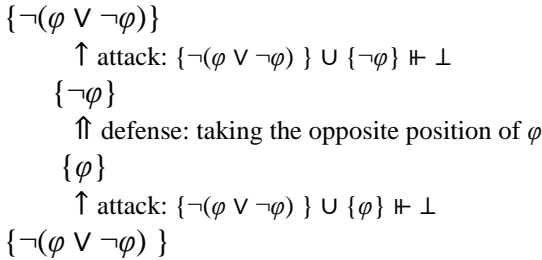 {¬(φ ∨ ¬φ)}
↑ attack: {¬(φ ∨ ¬φ) } ∪ {¬φ} ⊩ ⊥
{¬φ}
⇑ defense: taking the opposite position of φ
{φ}
↑ attack: {¬(φ ∨ ¬φ) } ∪ {φ} ⊩ ⊥
{¬(φ ∨ ¬φ) }